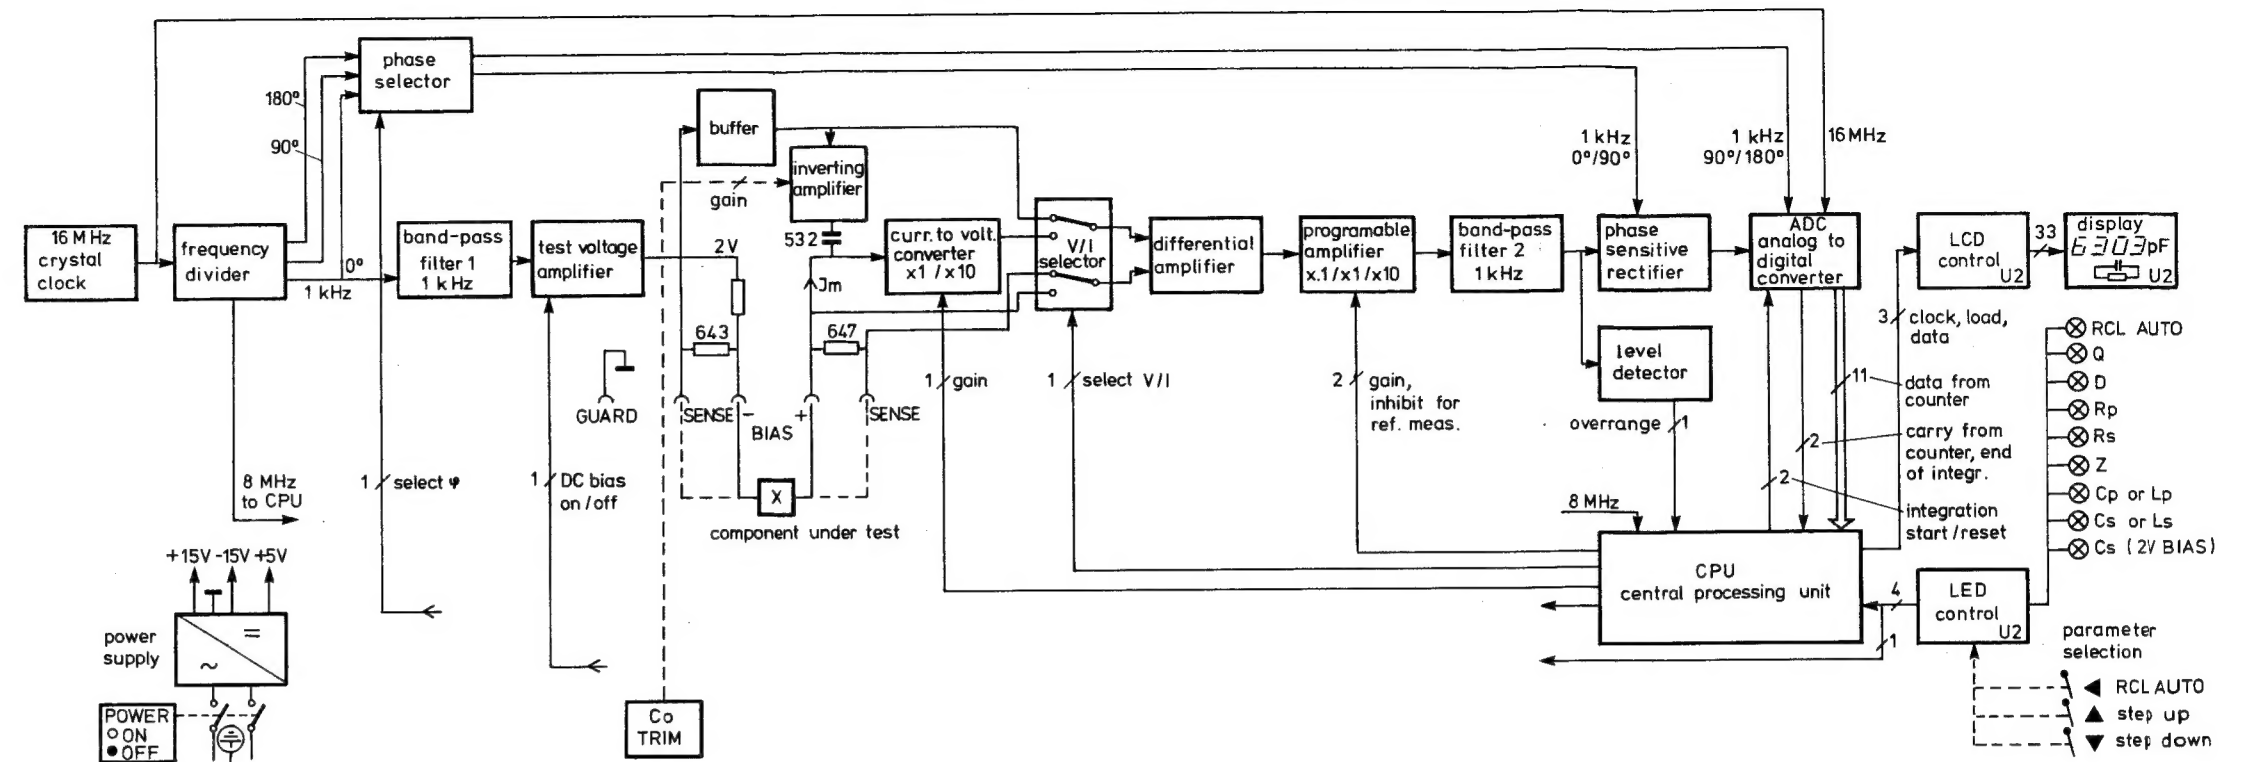 phase
selector
180°
90°
buffer
inverting
amplifier
gain
1 kHz
0°/90°
1 kHz
90°/180°
16 MHz
16 MHz
crystal
clock
frequency
divider
0°
1 kHz
band-pass
filter 1
1 kHz
test voltage
amplifier
2V
532
Jm
curr. to volt.
converter
x1 / x10
V/I
selector
differential
amplifier
programable
amplifier
x.1/x1/x10
band-pass
filter 2
1 kHz
phase
sensitive
rectifier
ADC
analog to
digital
converter
LCD
control
U2
33
display
6303pF
U2
643
647
GUARD
SENSE
-
BIAS
+
SENSE
X
component under test
1
gain
1
select V/I
2
gain,
inhibit for
ref. meas.
level
detector
overrange
1
3
clock, load,
data
11
data from
counter
2
carry from
counter, end
of integr.
2
integration
start/reset
RCL AUTO
Q
D
Rp
Rs
Z
Cp or Lp
Cs or Ls
Cs (2V BIAS)
8 MHz
to CPU
1
select φ
1
DC bias
on/off
8 MHz
CPU
central processing unit
4
1
LED
control
U2
parameter
selection
◀ RCL AUTO
▲ step up
▼ step down
+15V -15V +5V
power
supply
=
~
POWER
ON
OFF
Co
TRIM